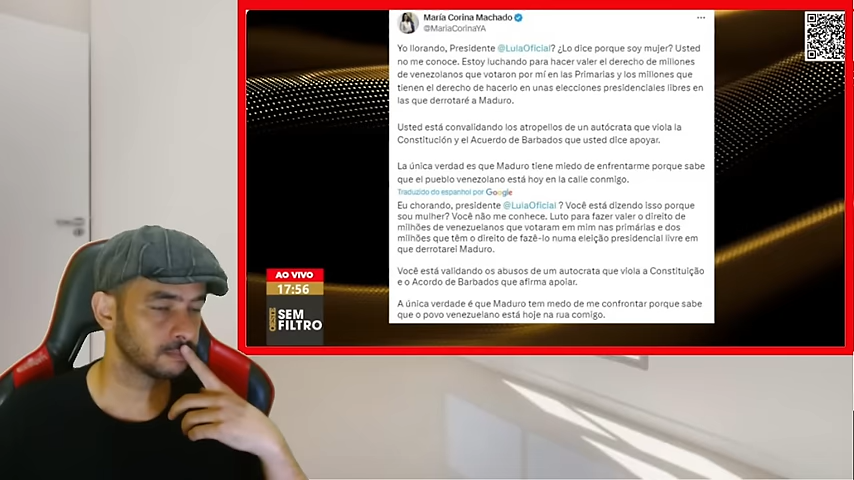 María Corina Machado
@MariaCorinaYA
Yo llorando, Presidente @LulaOficial? ¿Lo dice porque soy mujer? Usted
no me conoce. Estoy luchando para hacer valer el derecho de millones
de venezolanos que votaron por mí en las Primarias y los millones que
tienen el derecho de hacerlo en unas elecciones presidenciales libres en
las que derrotaré a Maduro.
Usted está convalidando los atropellos de un autócrata que viola la
Constitución y el Acuerdo de Barbados que usted dice apoyar.
La única verdad es que Maduro tiene miedo de enfrentarme porque sabe
que el pueblo venezolano está hoy en la calle conmigo.
Traduzido do espanhol por Google
Eu chorando, presidente @LulaOficial ? Você está dizendo isso porque
sou mulher? Você não me conhece. Luto para fazer valer o direito de
milhões de venezuelanos que votaram em mim nas primárias e dos
milhões que têm o direito de fazê-lo numa eleição presidencial livre em
que derrotarei Maduro.
Você está validando os abusos de um autocrata que viola a Constituição
e o Acordo de Barbados que afirma apoiar.
A única verdade é que Maduro tem medo de me confrontar porque sabe
que o povo venezuelano está hoje na rua comigo.
AO VIVO
17:56
OESTE
SEM
FILTRO